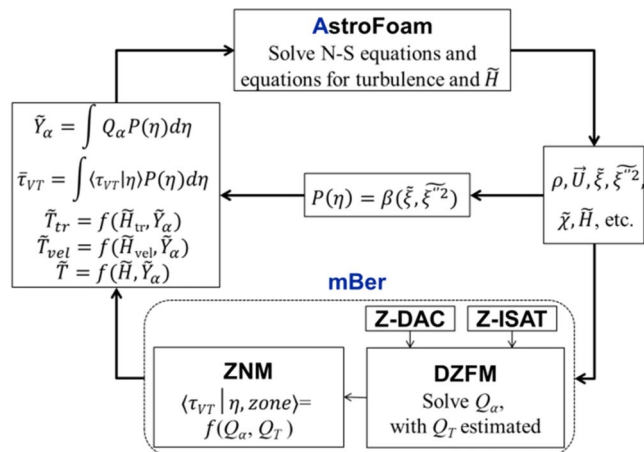 AstroFoam
Solve N-S equations and
equations for turbulence and H̃
Ỹ_α = ∫ Q_α P(η)dη
τ̄_VT = ∫⟨τ_VT|η⟩P(η)dη
T̃_tr = f(H̃_tr, Ỹ_α)
T̃_vel = f(H̃_vel, Ỹ_α)
T̃ = f(H̃, Ỹ_α)
P(η) = β(ξ̃, ξ″²~)
ρ, U⃗, ξ̃, ξ″²~,
χ̃, H̃, etc.
mBer
Z-DAC
Z-ISAT
ZNM
⟨τ_VT | η, zone⟩=
f(Q_α, Q_T )
DZFM
Solve Q_α,
with Q_T estimated